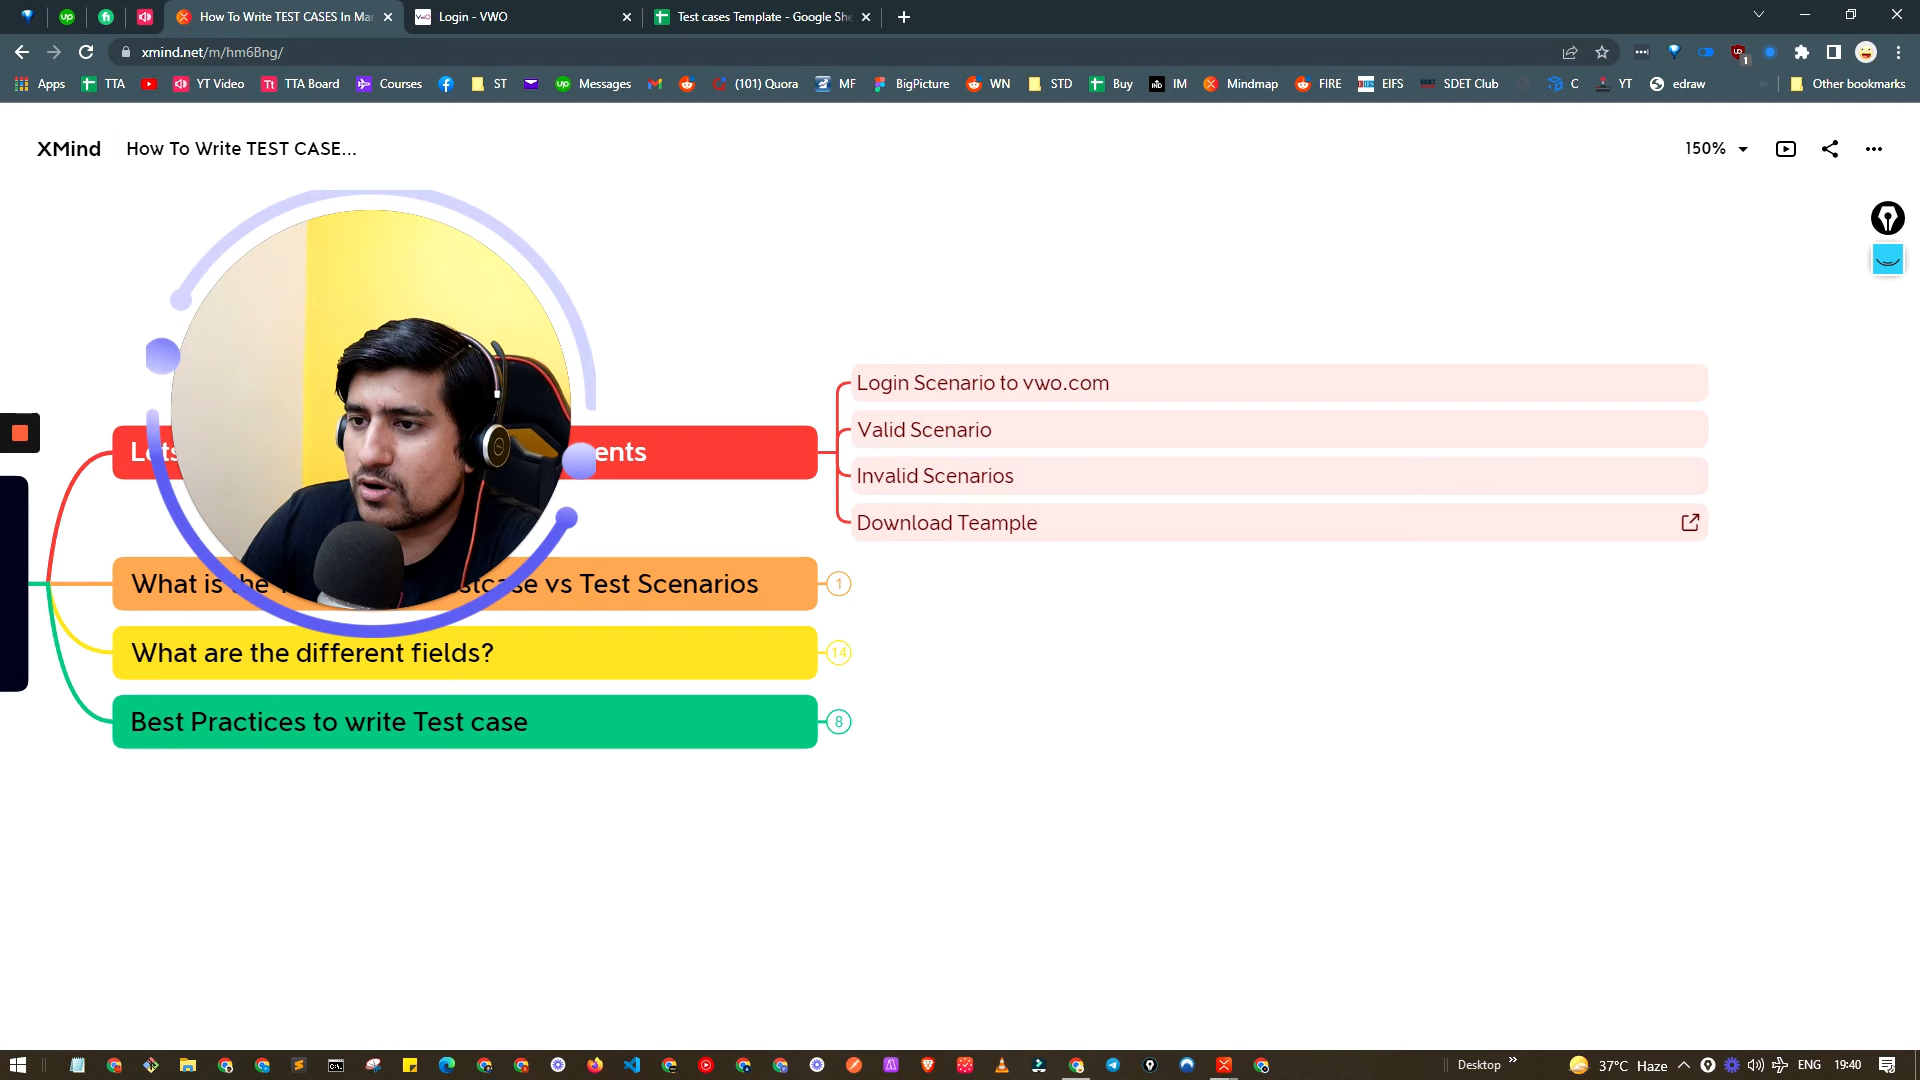 How To Write TEST CASES In Mar
Login - VWO
Test cases Template - Google She
xmind.net/m/hm6Bng/
Apps
TTA
YT Video
TTA Board
Courses
ST
Messages
(101) Quora
MF
BigPicture
WN
STD
Buy
IM
Mindmap
FIRE
EIFS
SDET Club
C
YT
edraw
Other bookmarks
XMind
How To Write TEST CASE...
150%
Login Scenario to vwo.com
Valid Scenario
Lets
ents
Invalid Scenarios
Download Teample
What is the
stcase vs Test Scenarios
1
What are the different fields?
14
Best Practices to write Test case
8
Desktop
37°C Haze
ENG
19:40